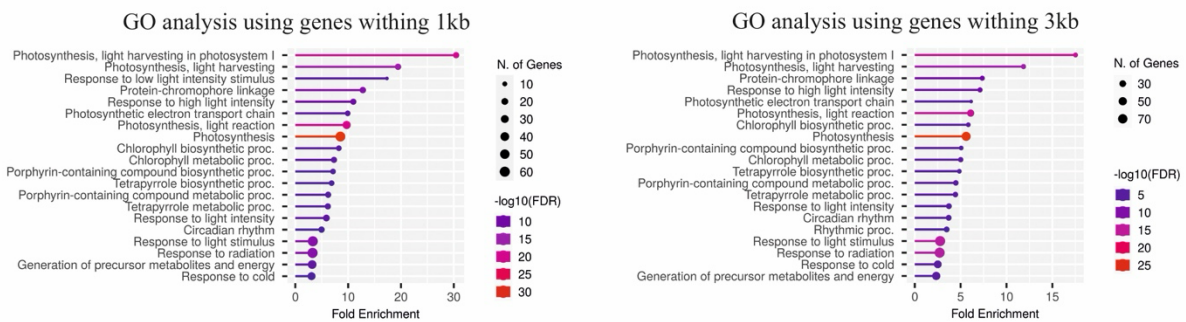 GO analysis using genes withing 1kb
Photosynthesis, light harvesting in photosystem I
Photosynthesis, light harvesting
Response to low light intensity stimulus
Protein-chromophore linkage
Response to high light intensity
Photosynthetic electron transport chain
Photosynthesis, light reaction
Photosynthesis
Chlorophyll biosynthetic proc.
Chlorophyll metabolic proc.
Porphyrin-containing compound biosynthetic proc.
Tetrapyrrole biosynthetic proc.
Porphyrin-containing compound metabolic proc.
Tetrapyrrole metabolic proc.
Response to light intensity
Circadian rhythm
Response to light stimulus
Response to radiation
Generation of precursor metabolites and energy
Response to cold
0 10 20 30
Fold Enrichment
N. of Genes
10
20
30
40
50
60
-log10(FDR)
10
15
20
25
30
GO analysis using genes withing 3kb
Photosynthesis, light harvesting in photosystem I
Photosynthesis, light harvesting
Protein-chromophore linkage
Response to high light intensity
Photosynthetic electron transport chain
Photosynthesis, light reaction
Chlorophyll biosynthetic proc.
Photosynthesis
Porphyrin-containing compound biosynthetic proc.
Chlorophyll metabolic proc.
Tetrapyrrole biosynthetic proc.
Porphyrin-containing compound metabolic proc.
Tetrapyrrole metabolic proc.
Response to light intensity
Circadian rhythm
Rhythmic proc.
Response to light stimulus
Response to radiation
Response to cold
Generation of precursor metabolites and energy
0 5 10 15
Fold Enrichment
N. of Genes
30
50
70
-log10(FDR)
5
10
15
20
25